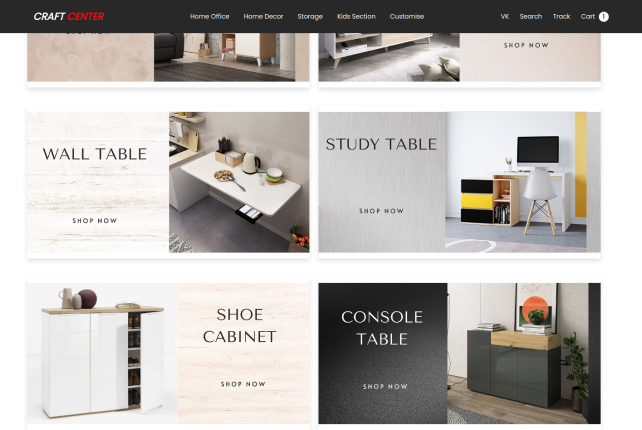 CRAFT CENTER
Home Office Home Decor Storage Kids Section Customise
VK Search Track Cart 1
SHOP NOW
SHOP NOW
WALL TABLE
SHOP NOW
STUDY TABLE
SHOP NOW
SHOE
CABINET
SHOP NOW
CONSOLE
TABLE
SHOP NOW